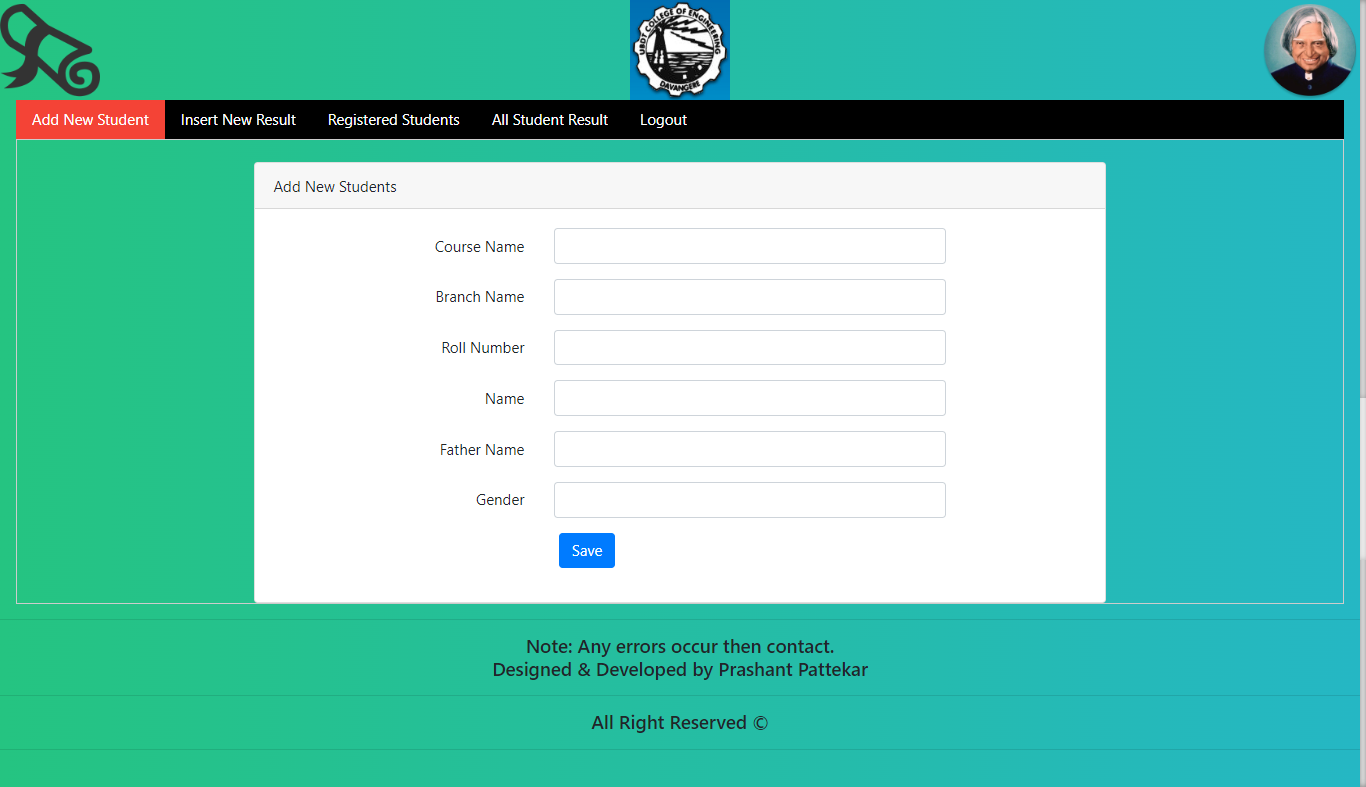 UBDT COLLEGE OF ENGINEERING
DAVANGERE
Add New Student
Insert New Result
Registered Students
All Student Result
Logout
Add New Students
Course Name
Branch Name
Roll Number
Name
Father Name
Gender
Save
Note: Any errors occur then contact.
Designed & Developed by Prashant Pattekar
All Right Reserved ©